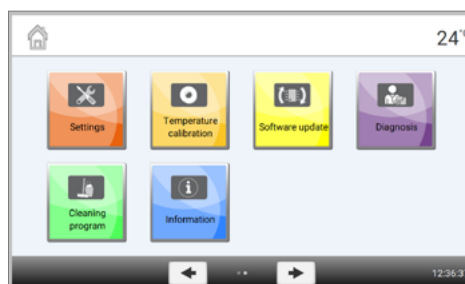 24°
Settings
Temperature
calibration
Software update
Diagnosis
Cleaning
program
Information
12:36:3